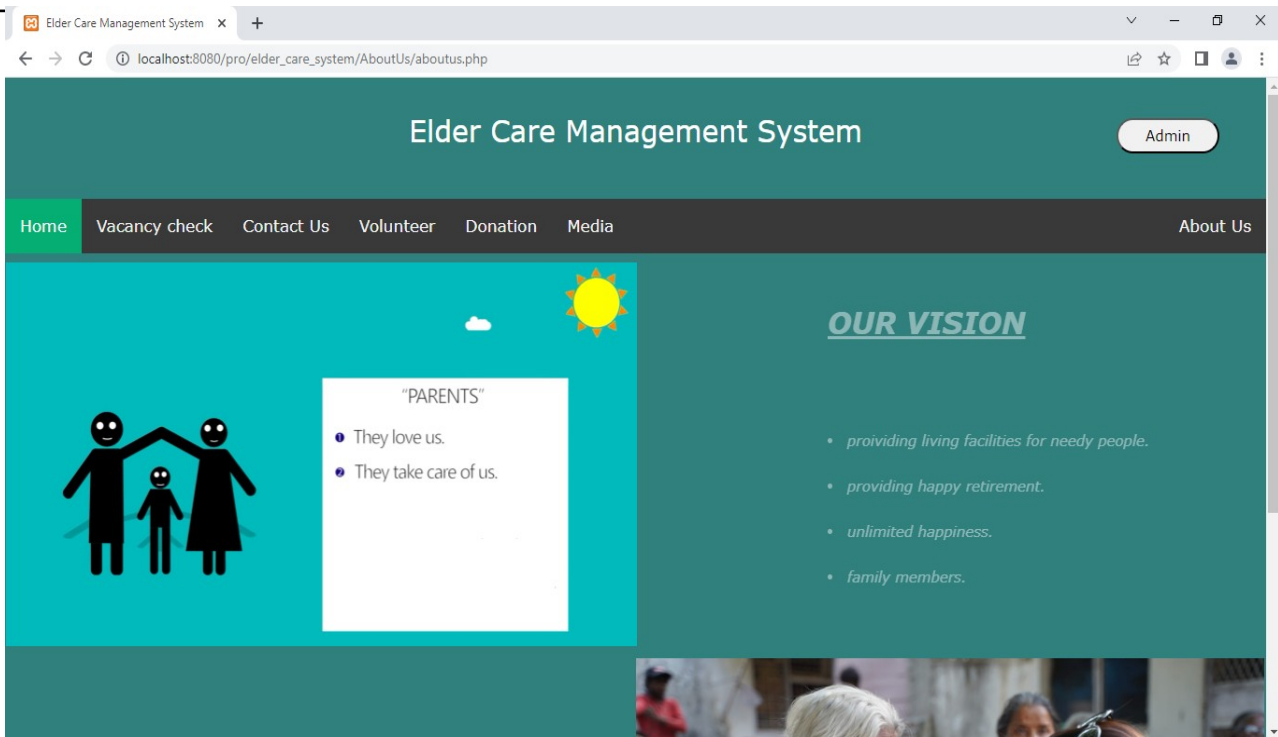 Elder Care Management System
localhost:8080/pro/elder_care_system/AboutUs/aboutus.php
Elder Care Management System
Admin
Home Vacancy check Contact Us Volunteer Donation Media About Us
"PARENTS"
❶ They love us.
❷ They take care of us.
OUR VISION
• proividing living facilities for needy people.
• providing happy retirement.
• unlimited happiness.
• family members.